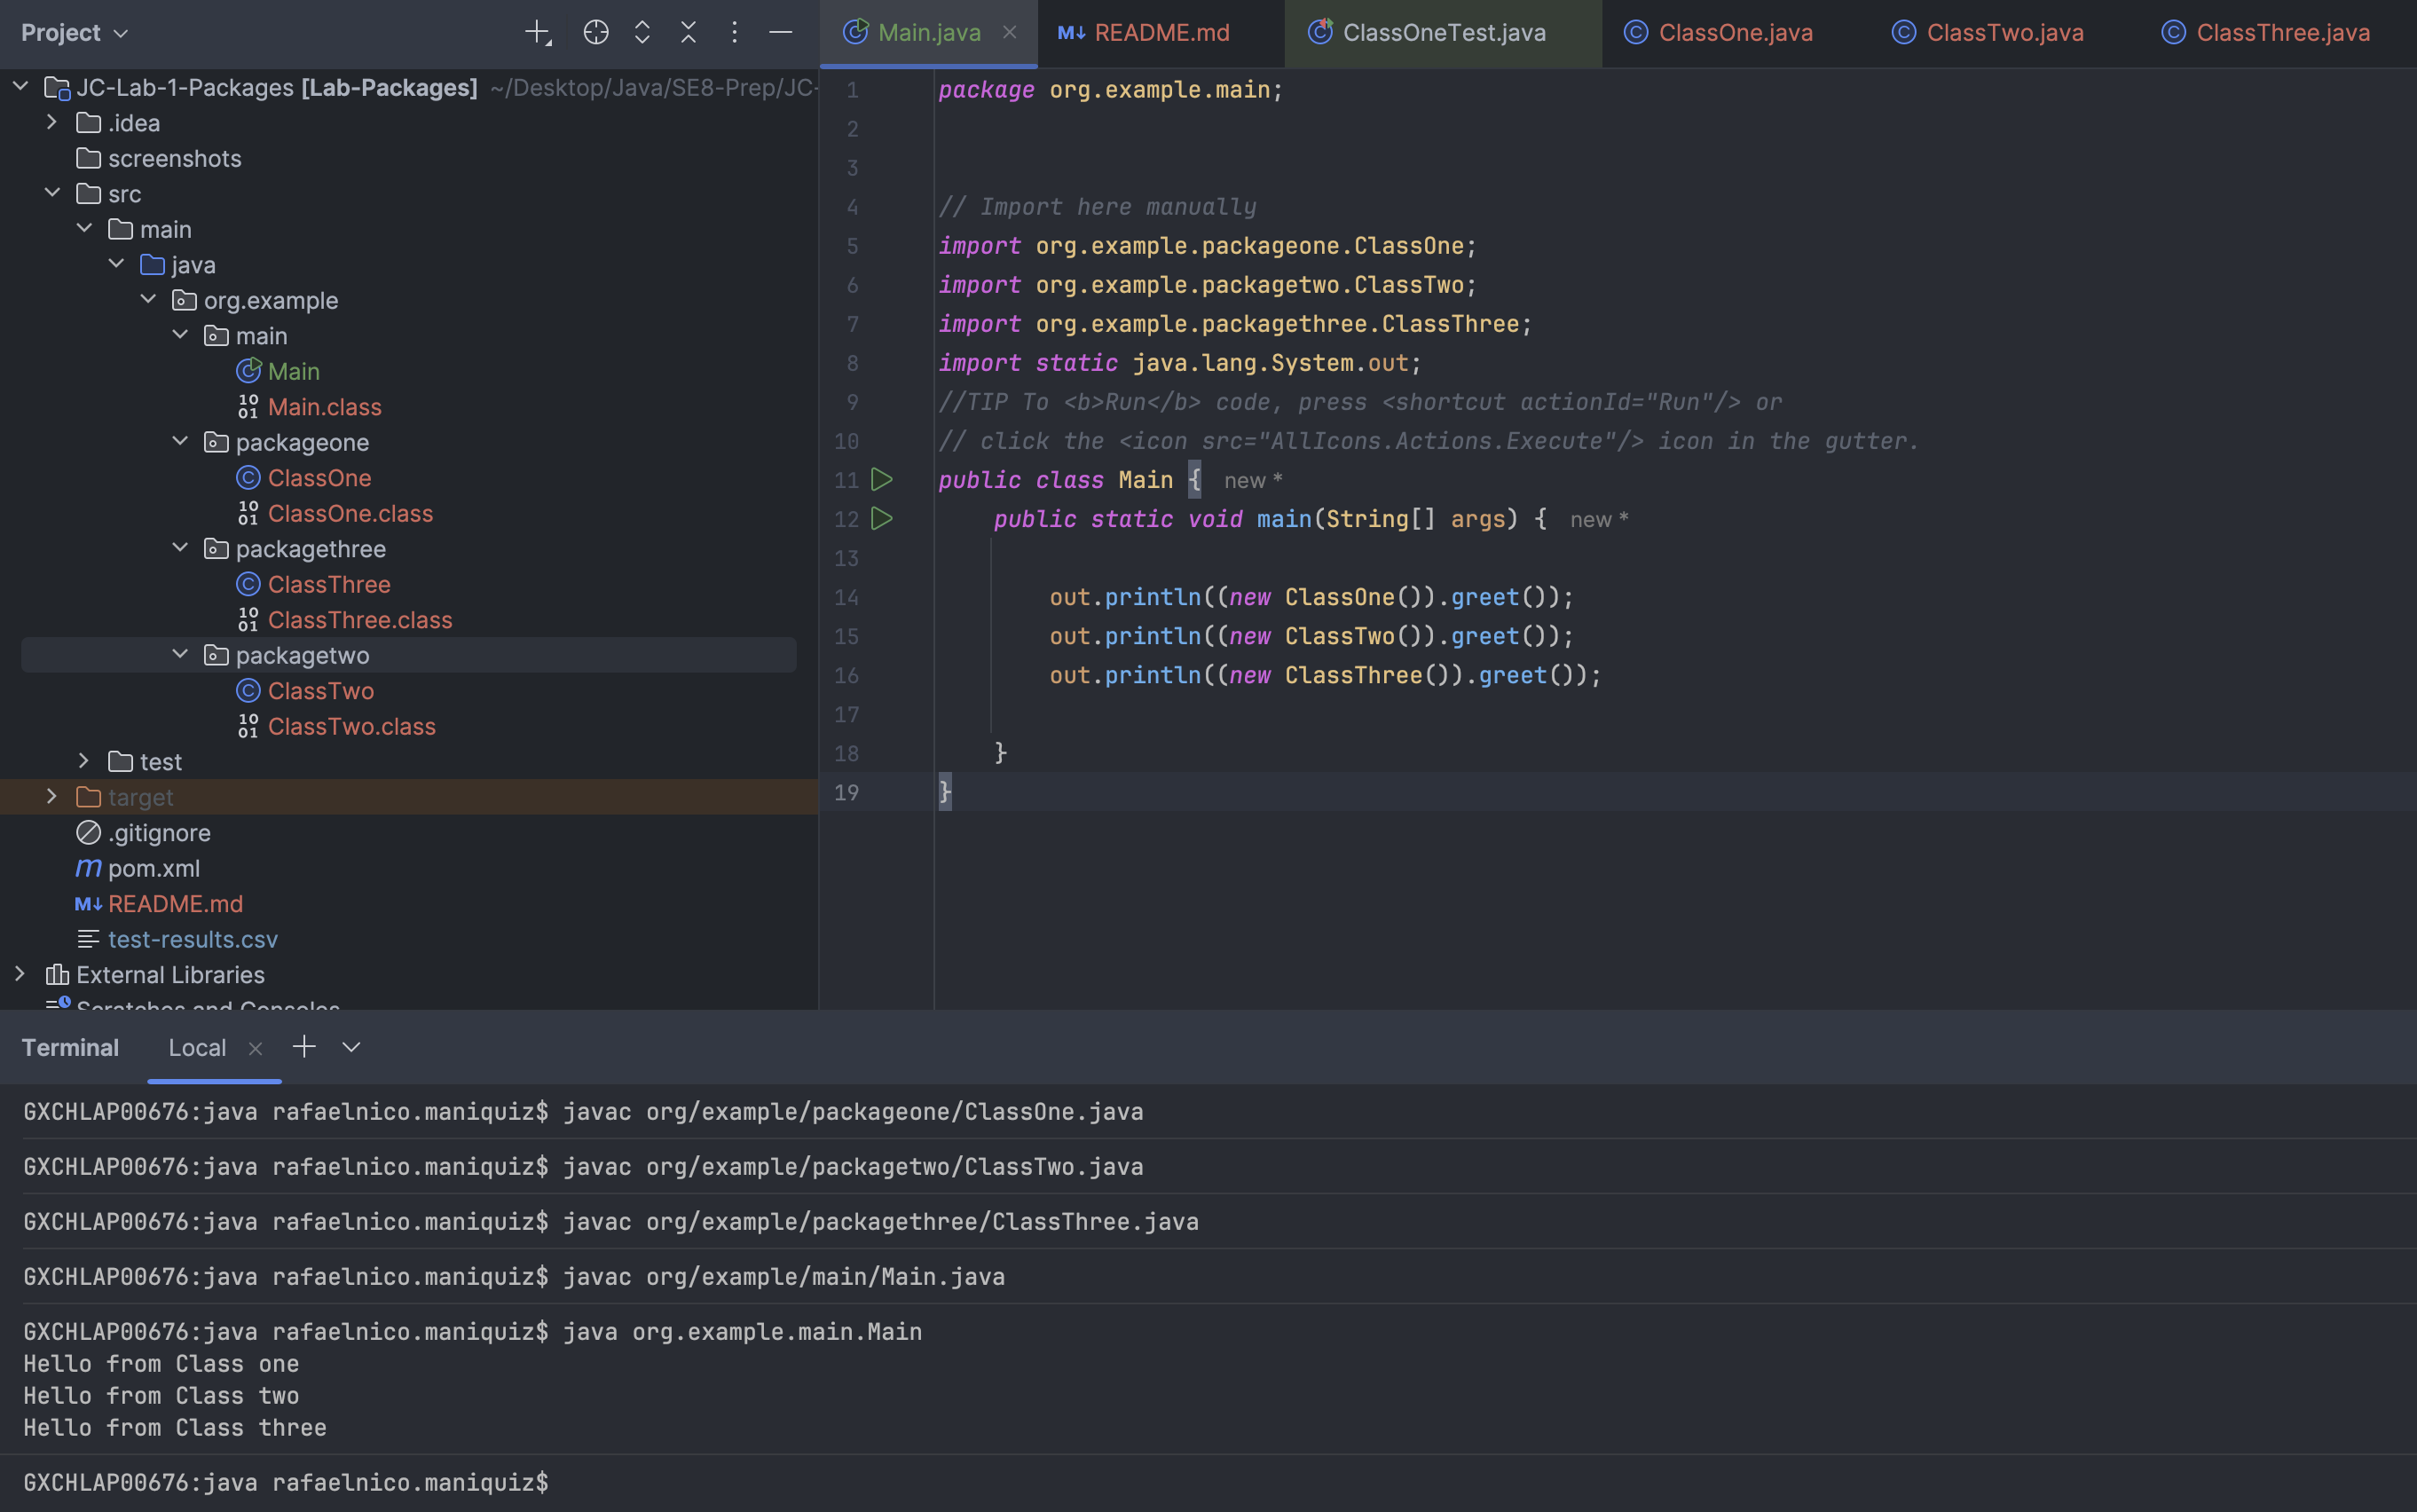 Project
Main.java
README.md
ClassOneTest.java
ClassOne.java
ClassTwo.java
ClassThree.java
JC-Lab-1-Packages [Lab-Packages] ~/Desktop/Java/SE8-Prep/JC-
.idea
screenshots
src
main
java
org.example
main
Main
Main.class
packageone
ClassOne
ClassOne.class
packagethree
ClassThree
ClassThree.class
packagetwo
ClassTwo
ClassTwo.class
test
target
.gitignore
pom.xml
README.md
test-results.csv
External Libraries
Scratches and Consoles
1 package org.example.main;
2
3
4 // Import here manually
5 import org.example.packageone.ClassOne;
6 import org.example.packagetwo.ClassTwo;
7 import org.example.packagethree.ClassThree;
8 import static java.lang.System.out;
9 //TIP To <b>Run</b> code, press <shortcut actionId="Run"/> or
10 // click the <icon src="AllIcons.Actions.Execute"/> icon in the gutter.
11 public class Main { new *
12 public static void main(String[] args) { new *
13
14 out.println((new ClassOne()).greet());
15 out.println((new ClassTwo()).greet());
16 out.println((new ClassThree()).greet());
17
18 }
19 }
Terminal Local
GXCHLAP00676:java rafaelnico.maniquiz$ javac org/example/packageone/ClassOne.java
GXCHLAP00676:java rafaelnico.maniquiz$ javac org/example/packagetwo/ClassTwo.java
GXCHLAP00676:java rafaelnico.maniquiz$ javac org/example/packagethree/ClassThree.java
GXCHLAP00676:java rafaelnico.maniquiz$ javac org/example/main/Main.java
GXCHLAP00676:java rafaelnico.maniquiz$ java org.example.main.Main
Hello from Class one
Hello from Class two
Hello from Class three
GXCHLAP00676:java rafaelnico.maniquiz$